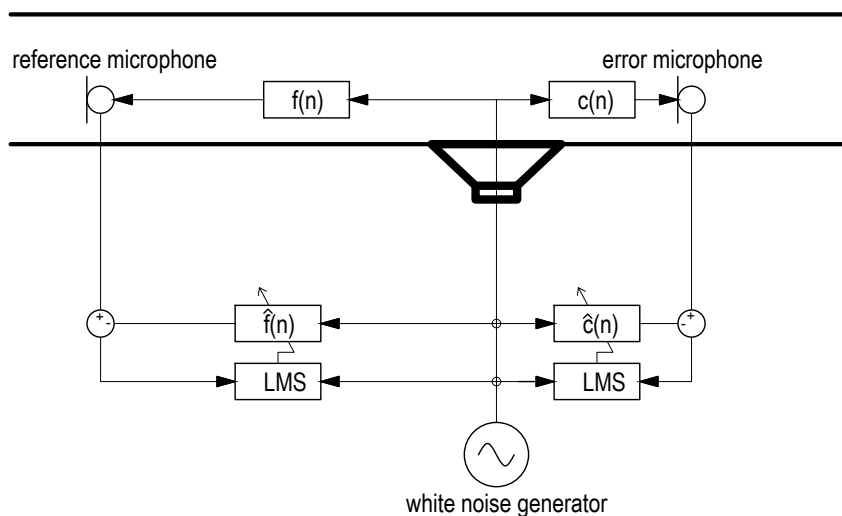 reference microphone
error microphone
f(n)
c(n)
+
-
f̂(n)
ĉ(n)
-
+
LMS
LMS
white noise generator